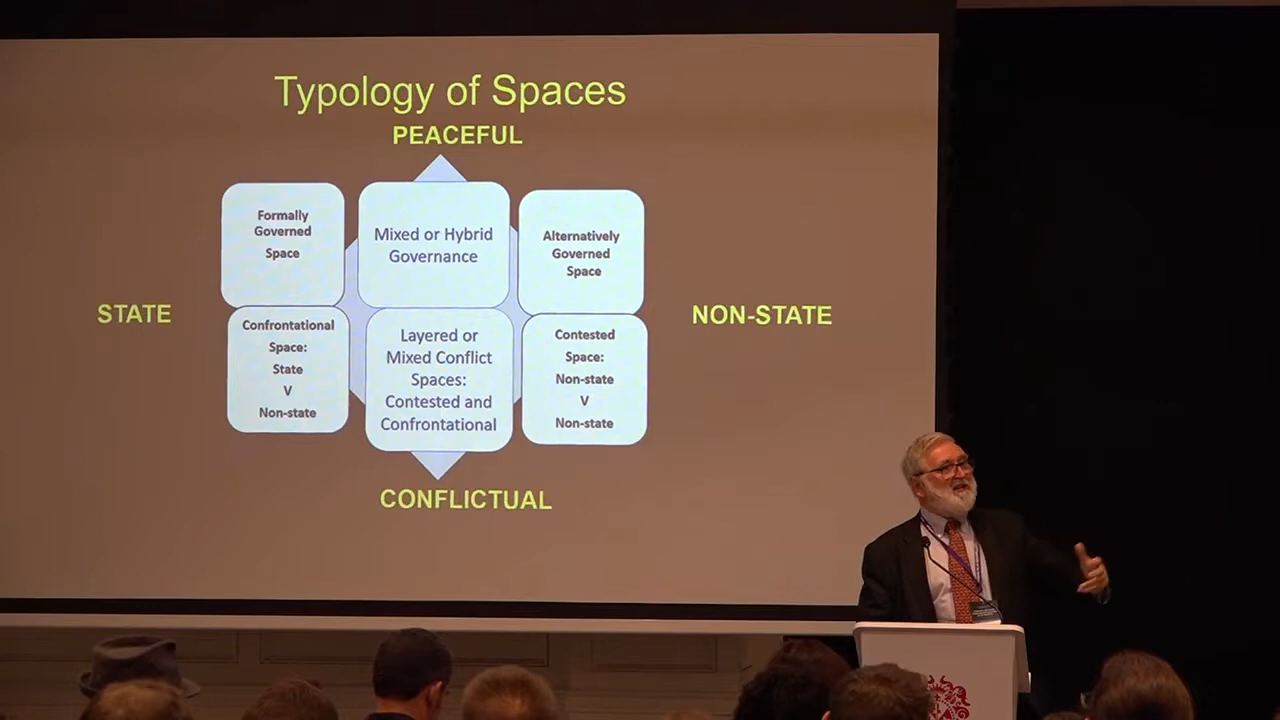 Typology of Spaces
PEACEFUL
Formally
Governed
Space
Mixed or Hybrid
Governance
Alternatively
Governed
Space
STATE
NON-STATE
Confrontational
Space:
State
V
Non-state
Layered or
Mixed Conflict
Spaces:
Contested and
Confrontational
Contested
Space:
Non-state
V
Non-state
CONFLICTUAL